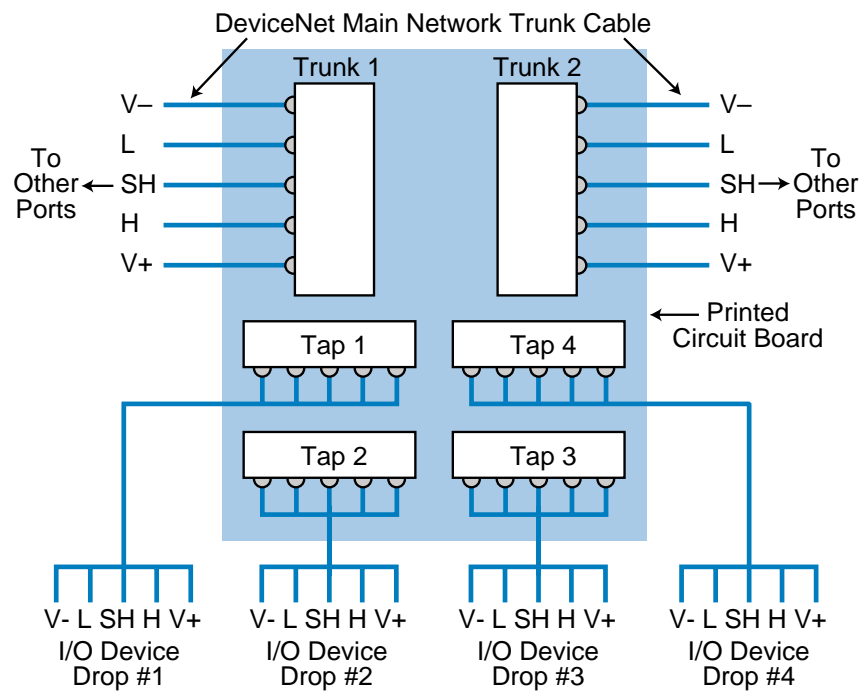 DeviceNet Main Network Trunk Cable
Trunk 1
Trunk 2
V–
L
SH
H
V+
To
Other
Ports
V–
L
SH
H
V+
To
Other
Ports
Printed
Circuit Board
Tap 1
Tap 4
Tap 2
Tap 3
V- L SH H V+
I/O Device
Drop #1
V- L SH H V+
I/O Device
Drop #2
V- L SH H V+
I/O Device
Drop #3
V- L SH H V+
I/O Device
Drop #4